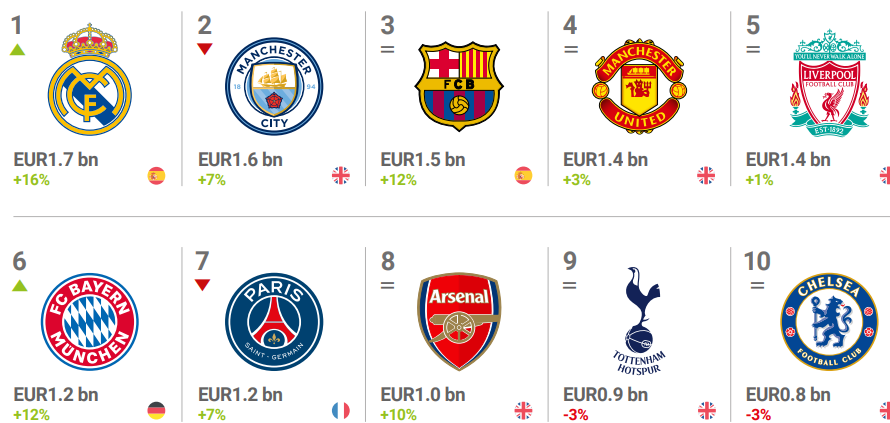 1
2
3
4
5
=
=
=
MANCHESTER
18 94
CITY
FCB
MANCHESTER
UNITED
YOU'LL NEVER WALK ALONE
LIVERPOOL
FOOTBALL CLUB
EST·1892
EUR1.7 bn
EUR1.6 bn
EUR1.5 bn
EUR1.4 bn
EUR1.4 bn
+16%
+7%
+12%
+3%
+1%
6
7
8
9
10
=
=
=
FC BAYERN
MÜNCHEN
PARIS
SAINT-GERMAIN
Arsenal
TOTTENHAM
HOTSPUR
CHELSEA
FOOTBALL CLUB
EUR1.2 bn
EUR1.2 bn
EUR1.0 bn
EUR0.9 bn
EUR0.8 bn
+12%
+7%
+10%
-3%
-3%